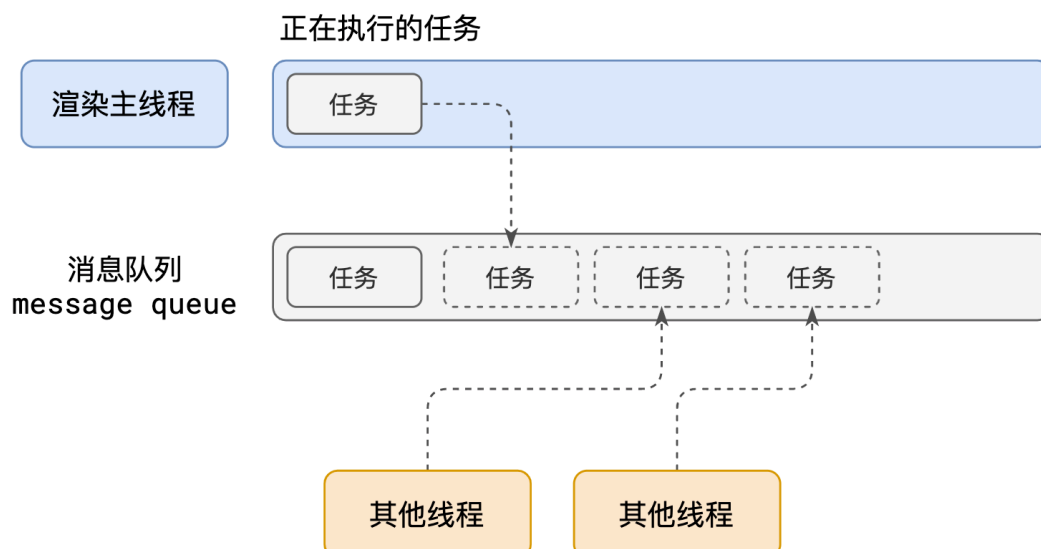 正在执行的任务
渲染主线程
任务
消息队列
message queue
任务
任务
任务
任务
其他线程
其他线程